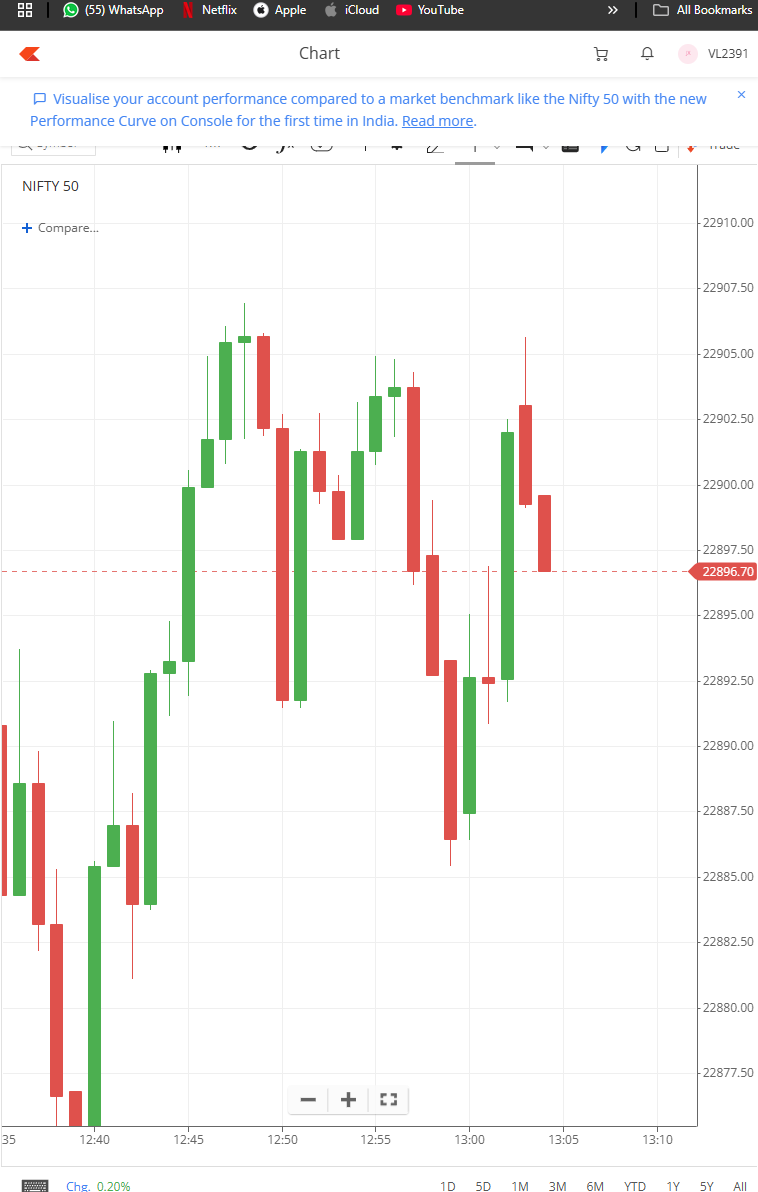 (55) WhatsApp Netflix Apple iCloud YouTube » All Bookmarks
Chart VL2391
Visualise your account performance compared to a market benchmark like the Nifty 50 with the new
Performance Curve on Console for the first time in India. Read more.
NIFTY 50
+ Compare...
22910.00
22907.50
22905.00
22902.50
22900.00
22897.50
22896.70
22895.00
22892.50
22890.00
22887.50
22885.00
22882.50
22880.00
22877.50
35 12:40 12:45 12:50 12:55 13:00 13:05 13:10
Chg. 0.20% 1D 5D 1M 3M 6M YTD 1Y 5Y All